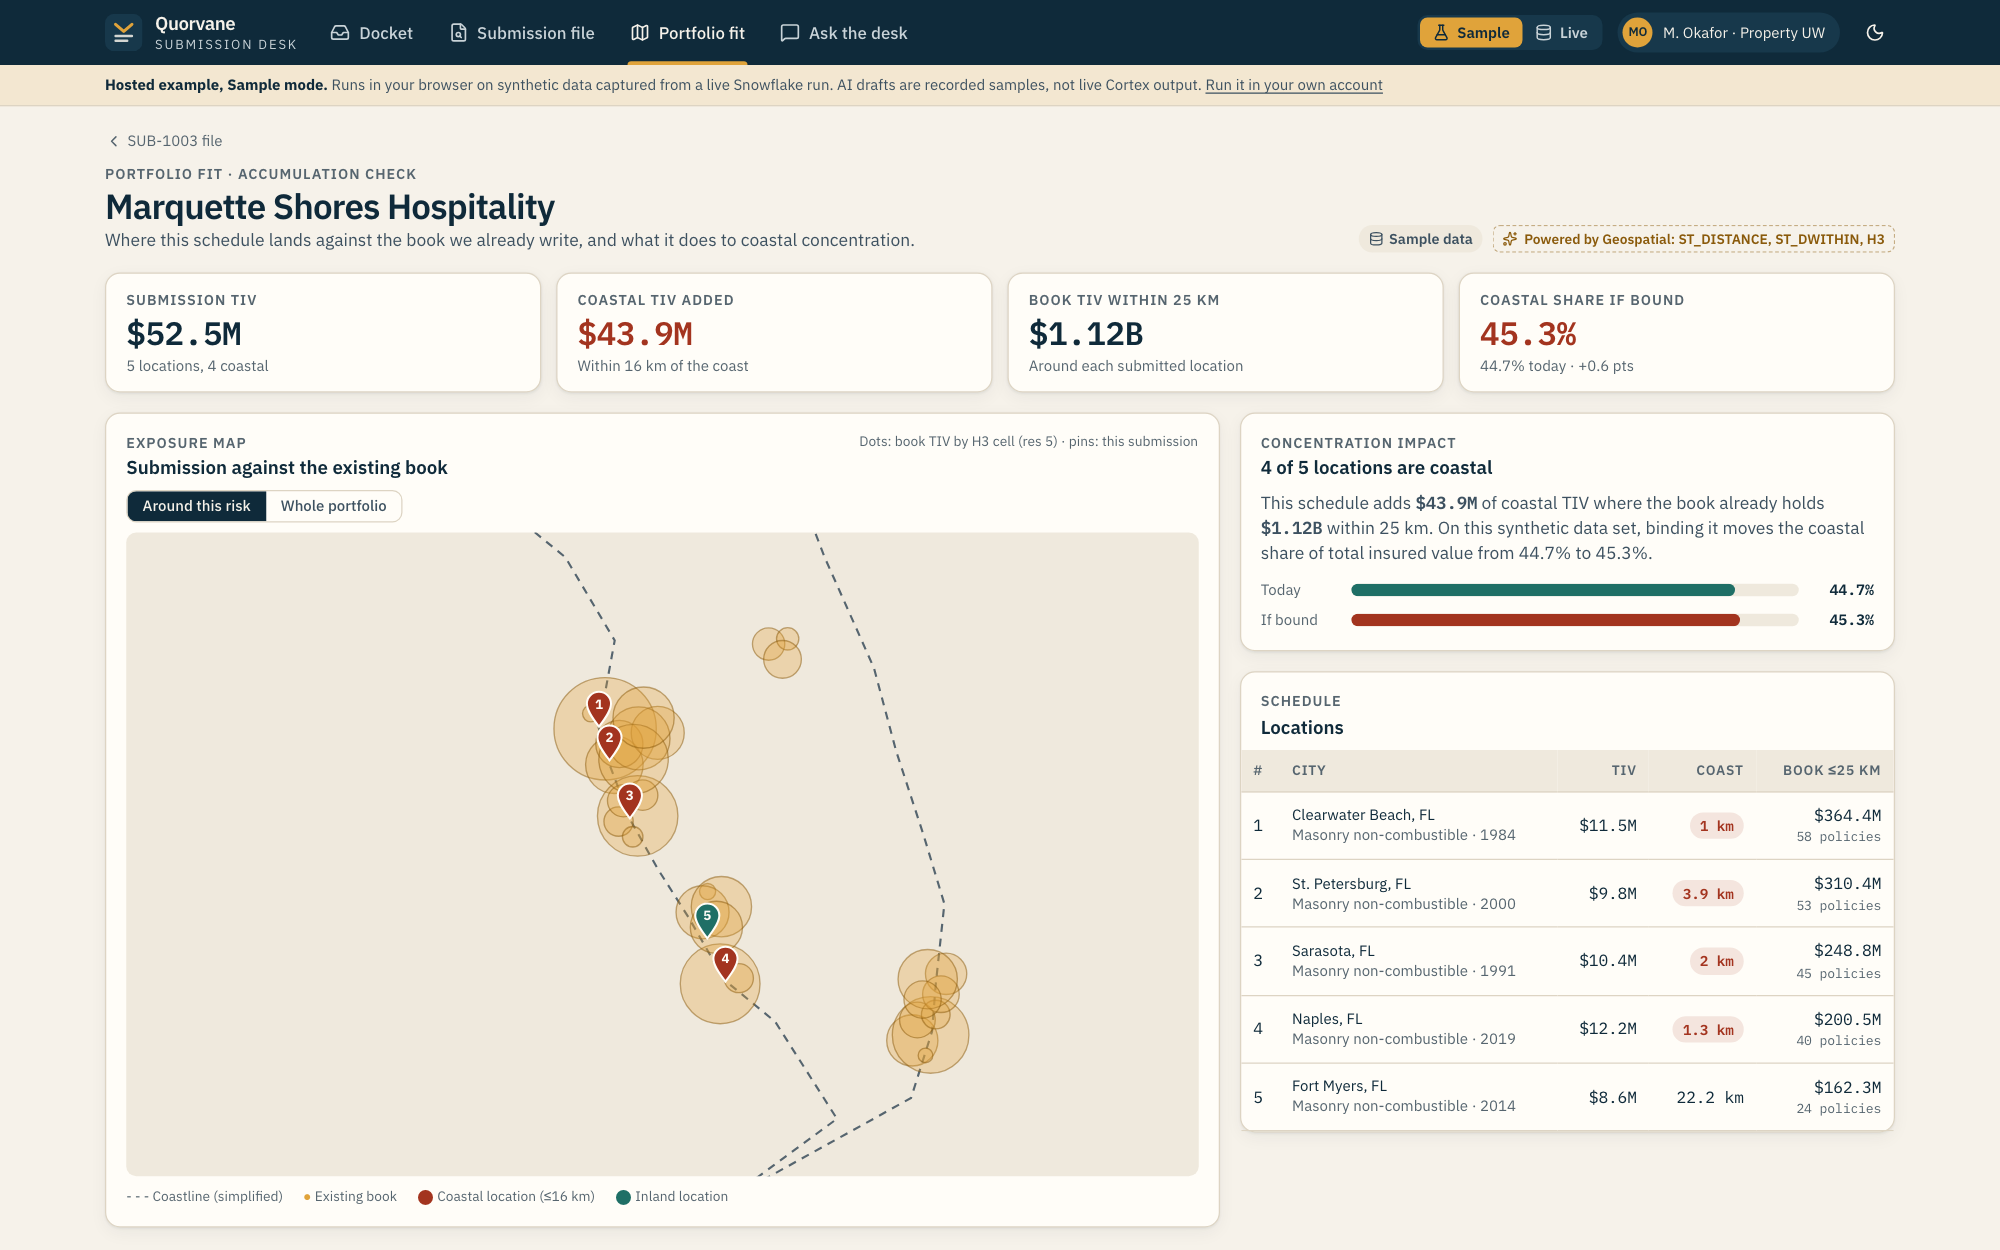 Quorvane
SUBMISSION DESK
Docket
Submission file
Portfolio fit
Ask the desk
Sample
Live
MO
M. Okafor · Property UW
Hosted example, Sample mode. Runs in your browser on synthetic data captured from a live Snowflake run. AI drafts are recorded samples, not live Cortex output. Run it in your own account
SUB-1003 file
PORTFOLIO FIT · ACCUMULATION CHECK
Marquette Shores Hospitality
Where this schedule lands against the book we already write, and what it does to coastal concentration.
Sample data
Powered by Geospatial: ST_DISTANCE, ST_DWITHIN, H3
SUBMISSION TIV
$52.5M
5 locations, 4 coastal
COASTAL TIV ADDED
$43.9M
Within 16 km of the coast
BOOK TIV WITHIN 25 KM
$1.12B
Around each submitted location
COASTAL SHARE IF BOUND
45.3%
44.7% today · +0.6 pts
EXPOSURE MAP
Submission against the existing book
Dots: book TIV by H3 cell (res 5) · pins: this submission
Around this risk
Whole portfolio
1
2
3
5
4
- - - Coastline (simplified)
Existing book
Coastal location (≤16 km)
Inland location
CONCENTRATION IMPACT
4 of 5 locations are coastal
This schedule adds $43.9M of coastal TIV where the book already holds
$1.12B within 25 km. On this synthetic data set, binding it moves the coastal
share of total insured value from 44.7% to 45.3%.
Today 44.7%
If bound 45.3%
SCHEDULE
Locations
# CITY TIV COAST BOOK ≤25 KM
1 Clearwater Beach, FL $11.5M 1 km $364.4M
Masonry non-combustible · 1984 58 policies
2 St. Petersburg, FL $9.8M 3.9 km $310.4M
Masonry non-combustible · 2000 53 policies
3 Sarasota, FL $10.4M 2 km $248.8M
Masonry non-combustible · 1991 45 policies
4 Naples, FL $12.2M 1.3 km $200.5M
Masonry non-combustible · 2019 40 policies
5 Fort Myers, FL $8.6M 22.2 km $162.3M
Masonry non-combustible · 2014 24 policies